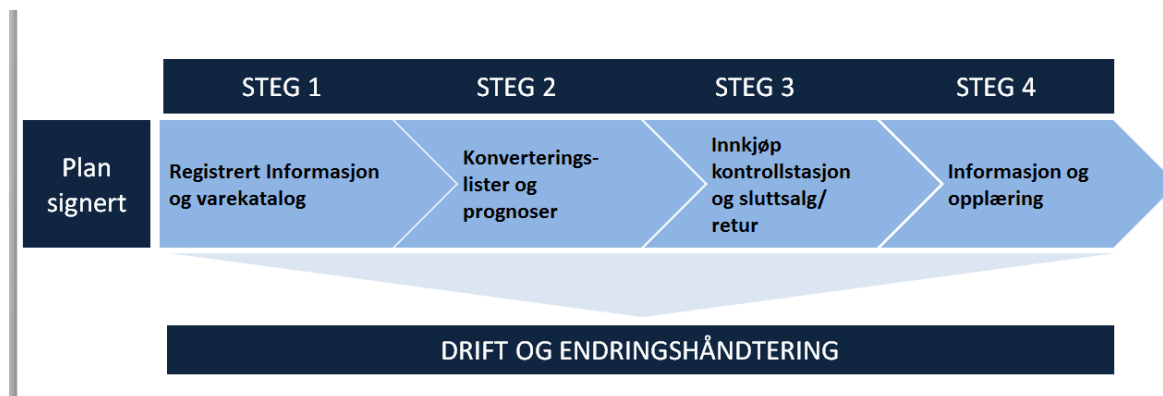 STEG 1
STEG 2
STEG 3
STEG 4
Plan
signert
Registrert Informasjon
og varekatalog
Konverterings-
lister og
prognoser
Innkjøp
kontrollstasjon
og sluttsalg/
retur
Informasjon og
opplæring
DRIFT OG ENDRINGSHÅNDTERING